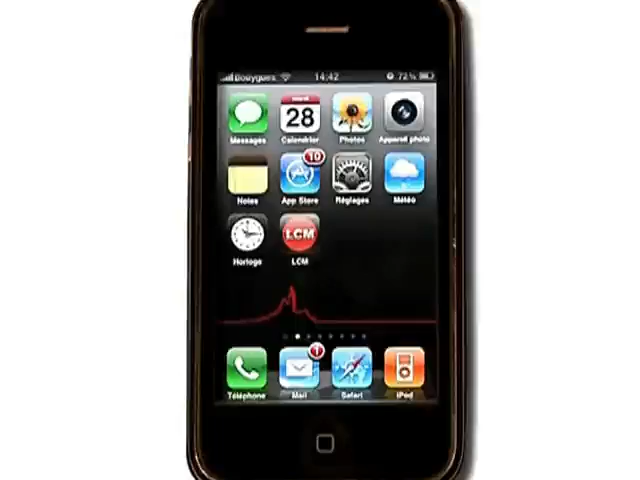 Bouygues 14:42 72%
28
Messages Calendrier Photos Appareil photo
10
Notes App Store Réglages Météo
LCM
Horloge LCM
1
Téléphone Mail Safari iPod